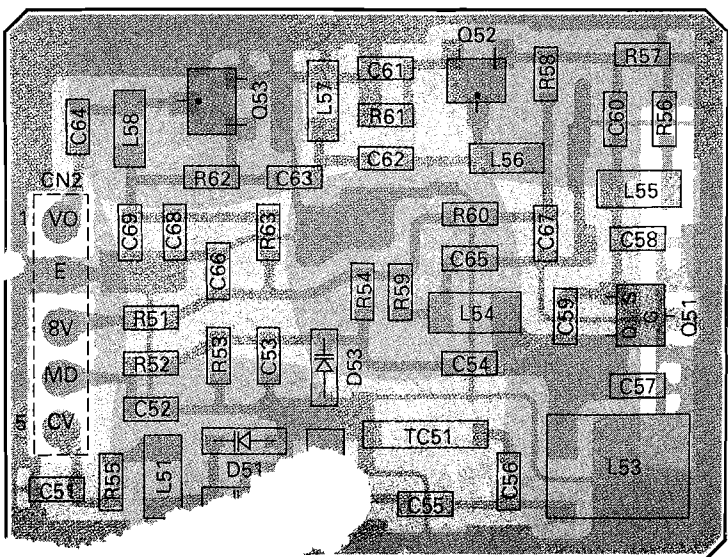 Q52
C61
R58
R57
Q53
L57
C64
L58
R61
C60
R56
C62
L56
R62
C63
L55
CN2
1
VO
C69
C68
R63
R60
C67
C58
E
C66
C65
R54
R59
8V
R51
L54
C59
D
S
G
Q51
MD
R52
R53
C53
D53
C54
C57
C52
5
CV
TC51
D51
L53
C51
R55
L51
C55
C56